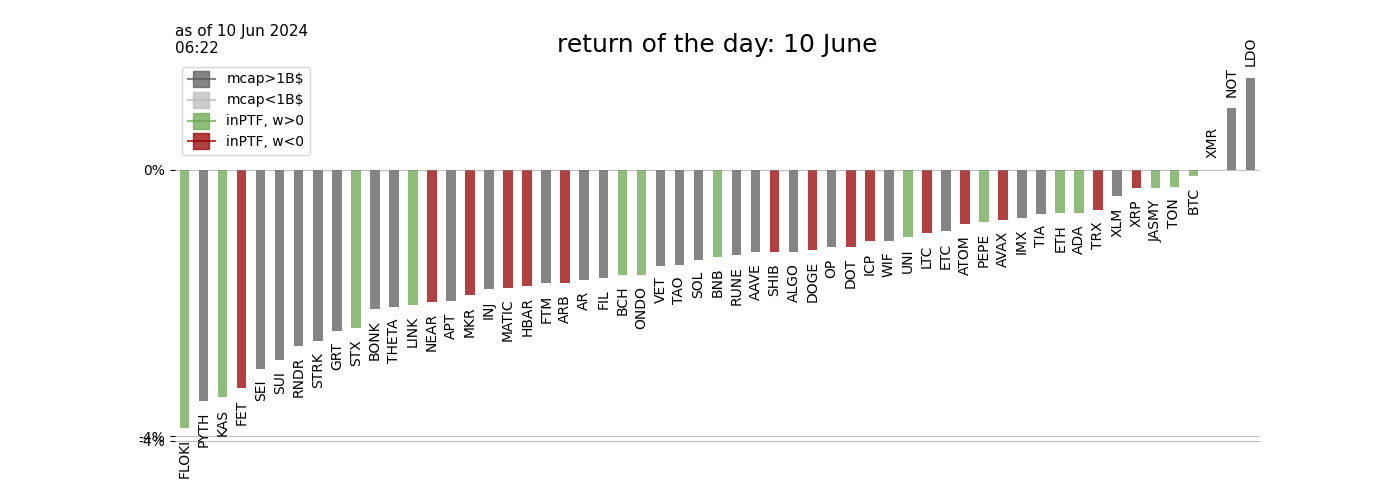 as of 10 Jun 2024
06:22
return of the day: 10 June
mcap>1B$
mcap<1B$
inPTF, w>0
inPTF, w<0
0%
-4%
-4%
FLOKI
PYTH
KAS
FET
SEI
SUI
RNDR
STRK
GRT
STX
BONK
THETA
LINK
NEAR
APT
MKR
INJ
MATIC
HBAR
FTM
ARB
AR
FIL
BCH
ONDO
VET
TAO
SOL
BNB
RUNE
AAVE
SHIB
ALGO
DOGE
OP
DOT
ICP
WIF
UNI
LTC
ETC
ATOM
PEPE
AVAX
IMX
TIA
ETH
ADA
TRX
XLM
XRP
JASMY
TON
BTC
XMR
NOT
LDO